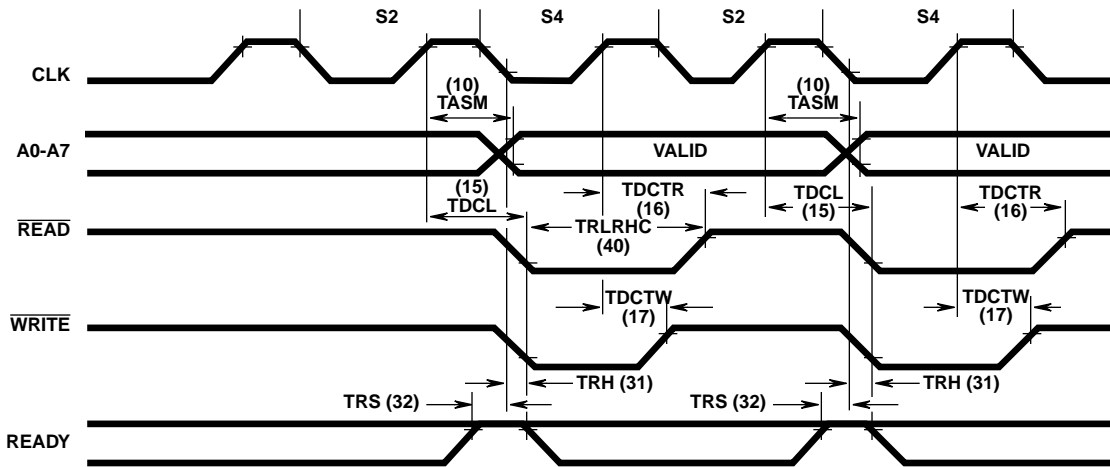 S2 S4 S2 S4
CLK
(10) (10)
TASM TASM
A0-A7 VALID VALID
(15) TDCTR TDCL TDCTR
TDCL (16) (15) (16)
READ TRLRHC
(40)
TDCTW TDCTW
WRITE (17) (17)
TRH (31) TRH (31)
TRS (32) TRS (32)
READY